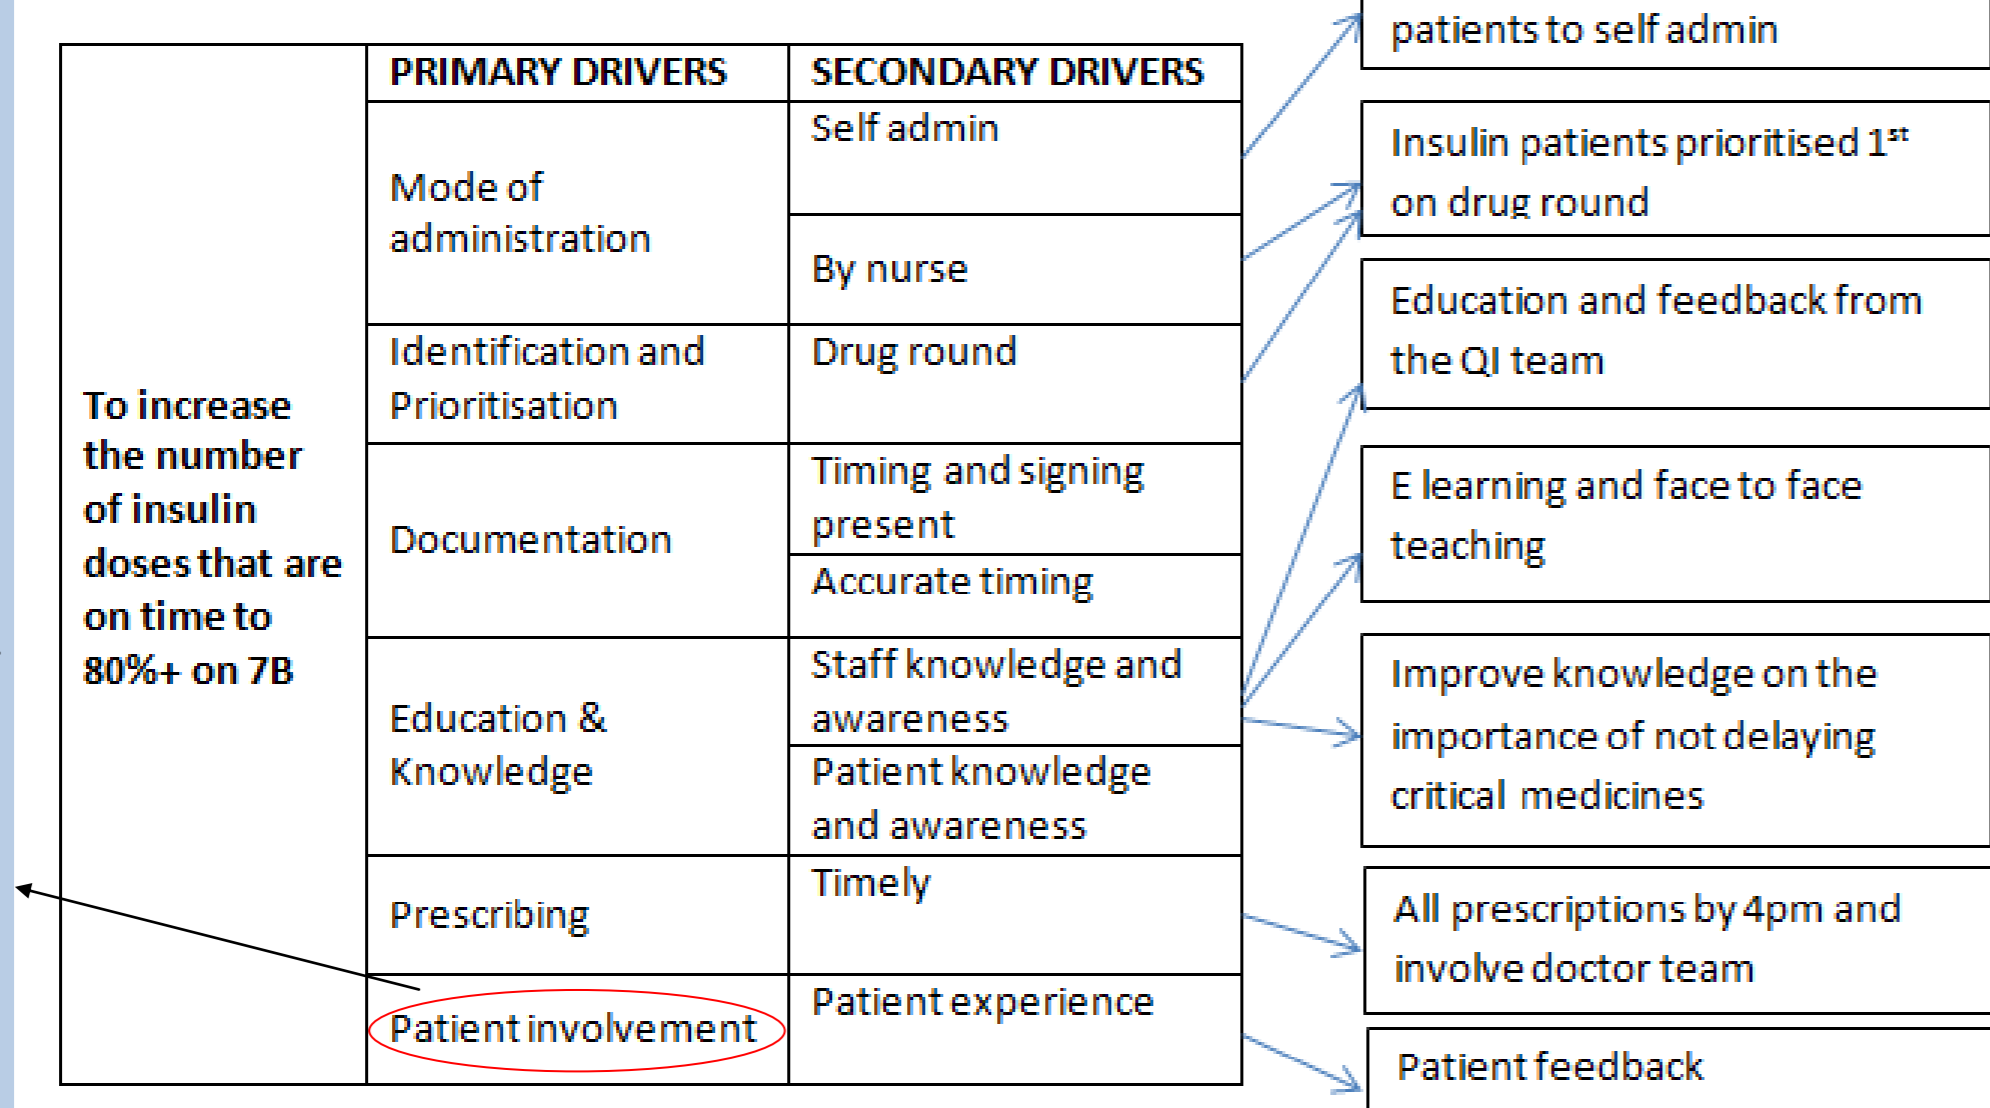 To increase
the number
of insulin
doses that are
on time to
80%+ on 7B
PRIMARY DRIVERS
SECONDARY DRIVERS
Mode of
administration
Self admin
By nurse
Identification and
Prioritisation
Drug round
Documentation
Timing and signing
present
Accurate timing
Education &
Knowledge
Staff knowledge and
awareness
Patient knowledge
and awareness
Prescribing
Timely
Patient involvement
Patient experience
patients to self admin
Insulin patients prioritised 1st
on drug round
Education and feedback from
the QI team
E learning and face to face
teaching
Improve knowledge on the
importance of not delaying
critical medicines
All prescriptions by 4pm and
involve doctor team
Patient feedback